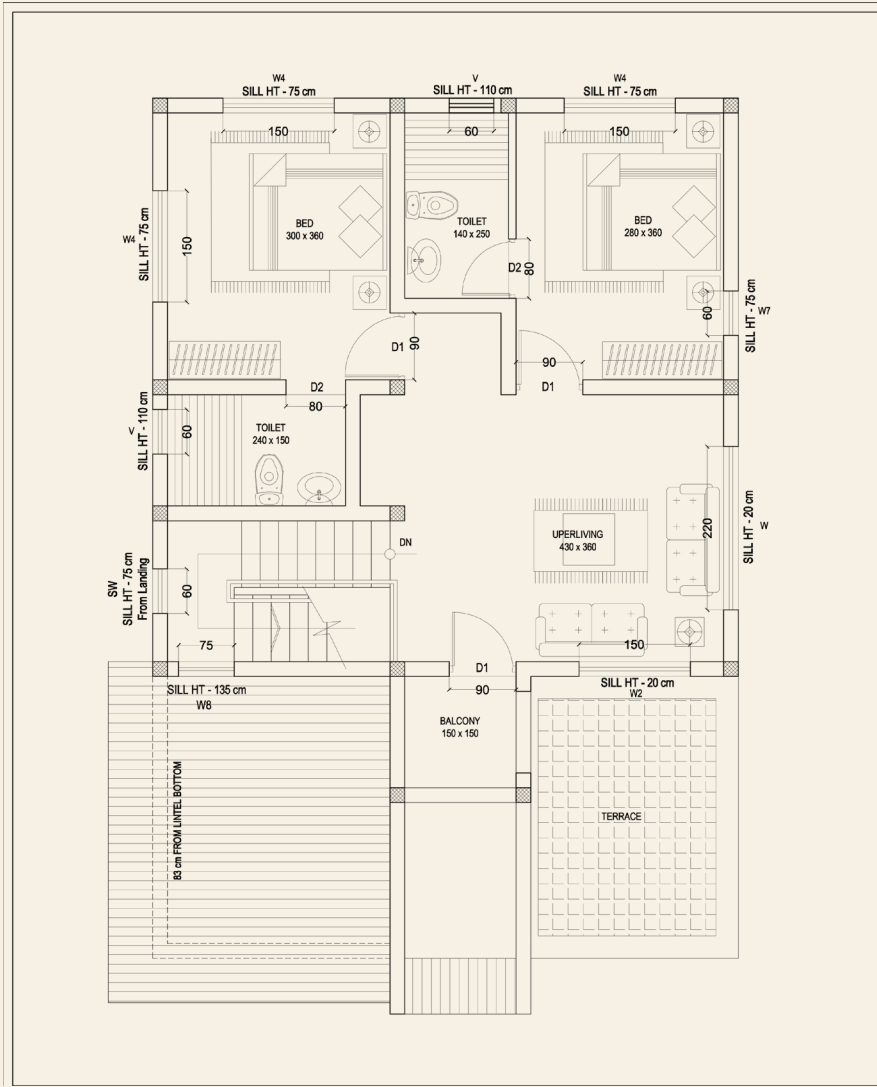 W4
SILL HT - 75 cm
V
SILL HT - 110 cm
W4
SILL HT - 75 cm
150
60
150
W4
SILL HT - 75 cm
150
BED
300 x 360
TOILET
140 x 250
BED
280 x 360
D2
80
60
SILL HT - 75 cm
W7
D1
90
90
D1
D2
80
V
SILL HT - 110 cm
60
TOILET
240 x 150
UPERLIVING
430 x 360
220
SILL HT - 20 cm
W
DN
SW
SILL HT - 75 cm
From Landing
60
75
D1
90
150
SILL HT - 135 cm
W8
SILL HT - 20 cm
W2
BALCONY
150 x 150
83 cm FROM LINTEL BOTTOM
TERRACE